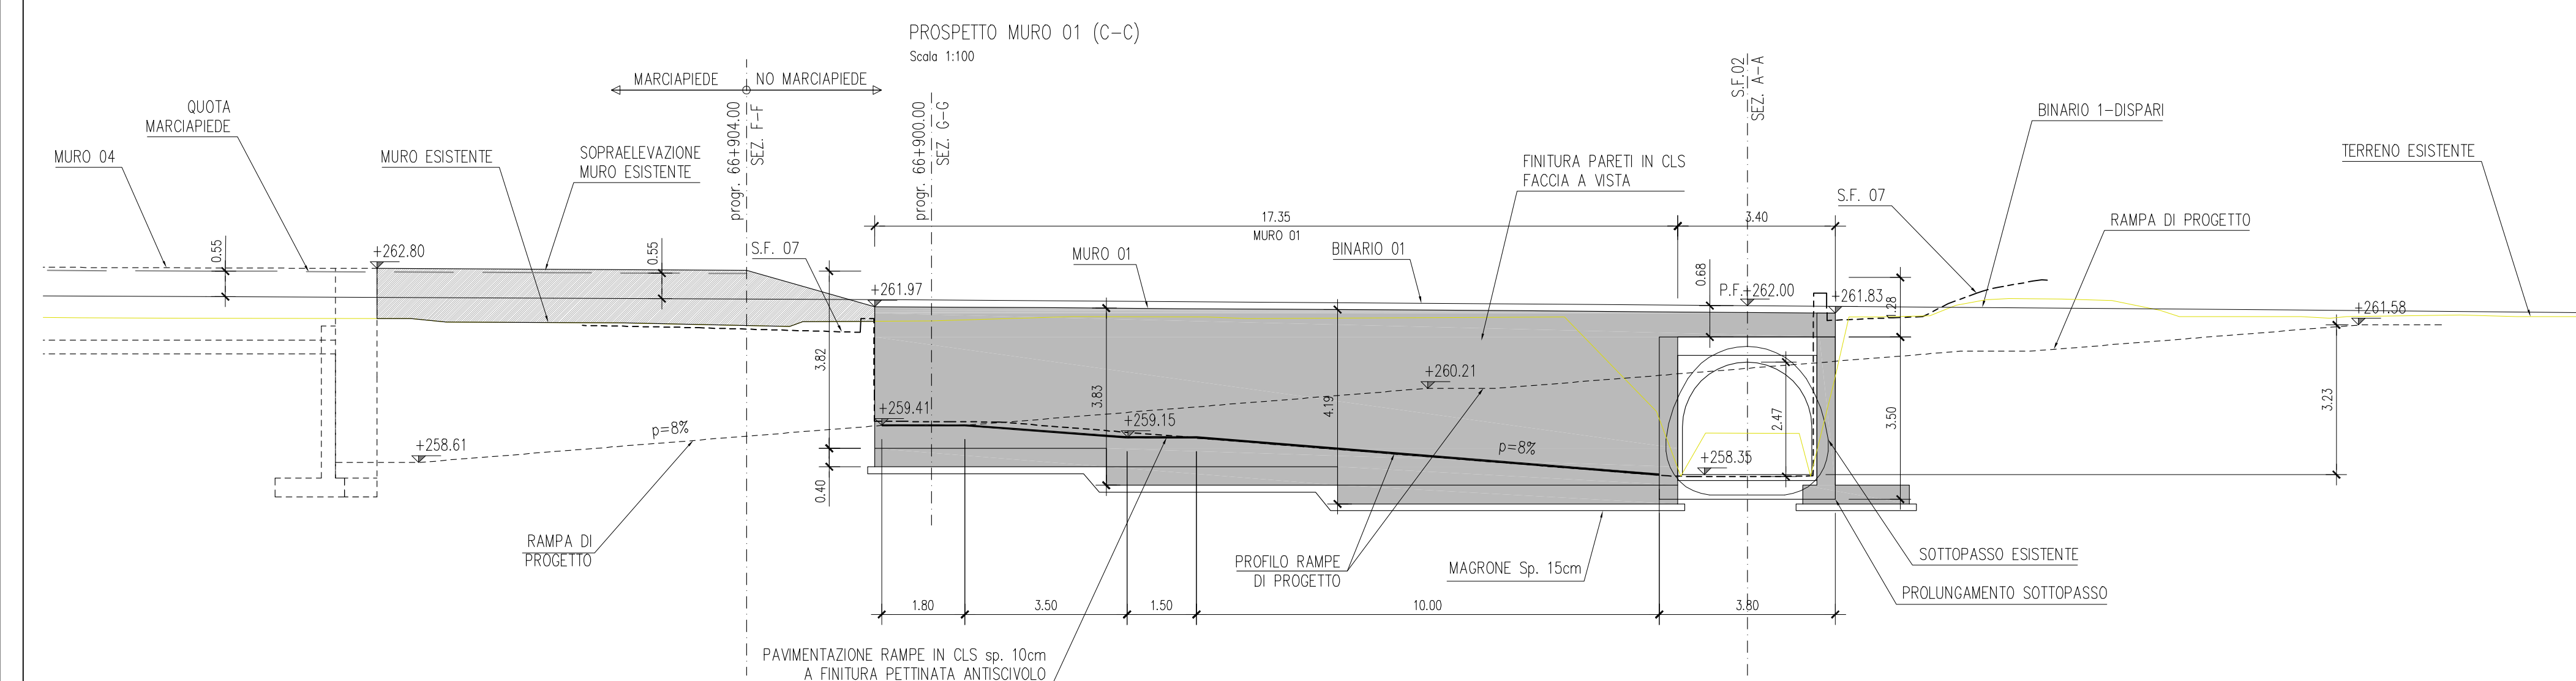 PROSPETTO MURO 01 (C-C)
Scala 1:100
MARCIAPIEDE
NO MARCIAPIEDE
QUOTA
MARCIAPIEDE
MURO 04
MURO ESISTENTE
SOPRAELEVAZIONE
MURO ESISTENTE
progr. 66+904.00
SEZ. F-F
progr. 66+900.00
SEZ. G-G
S.F.02
SEZ. A-A
BINARIO 1-DISPARI
TERRENO ESISTENTE
FINITURA PARETI IN CLS
FACCIA A VISTA
S.F. 07
RAMPA DI PROGETTO
17.35
MURO 01
3.40
0.55
+262.80
0.55
S.F. 07
MURO 01
BINARIO 01
0.68
P.F.+262.00
+261.97
+261.83
1.28
+261.58
3.82
3.83
4.19
+260.21
2.47
3.50
3.23
+259.41
+259.15
p=8%
+258.61
p=8%
+258.35
0.40
RAMPA DI
PROGETTO
PROFILO RAMPE
DI PROGETTO
MAGRONE Sp. 15cm
SOTTOPASSO ESISTENTE
PROLUNGAMENTO SOTTOPASSO
1.80
3.50
1.50
10.00
3.80
PAVIMENTAZIONE RAMPE IN CLS sp. 10cm
A FINITURA PETTINATA ANTISCIVOLO